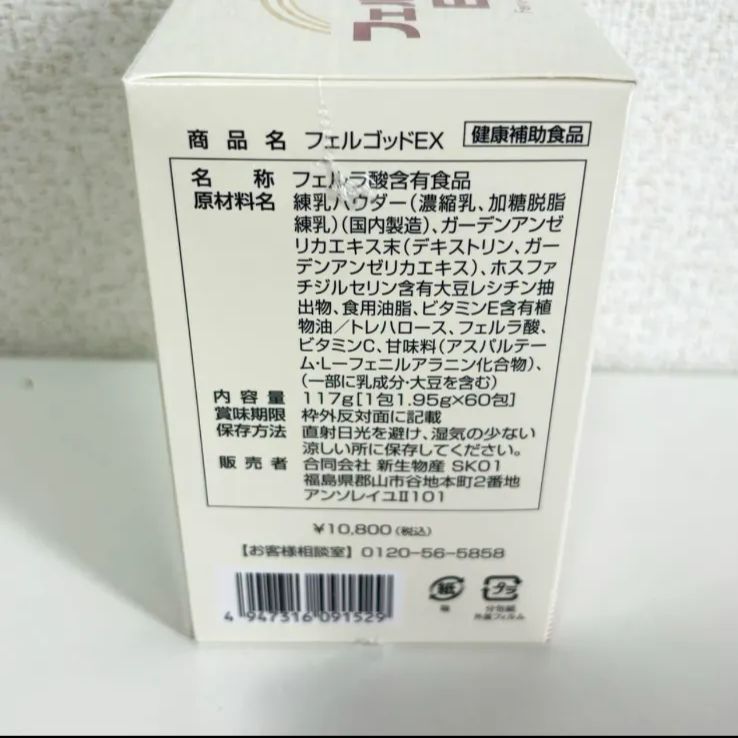 商品名 フェルゴッドEX 健康補助食品
名称 フェルラ酸含有食品
原材料名 練乳パウダー(濃縮乳、加糖脱脂
練乳)(国内製造)、ガーデンアンゼ
リカエキス末(デキストリン、ガー
デンアンゼリカエキス)、ホスファ
チジルセリン含有大豆レシチン抽
出物、食用油脂、ビタミンE含有植
物油/トレハロース、フェルラ酸、
ビタミンC、甘味料(アスパルテー
ム・L-フェニルアラニン化合物)、
(一部に乳成分・大豆を含む)
内容量 117g[1包1.95g×60包]
賞味期限 枠外反対面に記載
保存方法 直射日光を避け、湿気の少ない
涼しい所に保存してください。
販売者 合同会社 新生物産 SK01
福島県郡山市谷地本町2番地
アンソレイユⅡ101
¥10,800(税込)
【お客様相談室】0120-56-5858
4 947316 091529
紙 プラ
箱 分包紙
外装フィルム